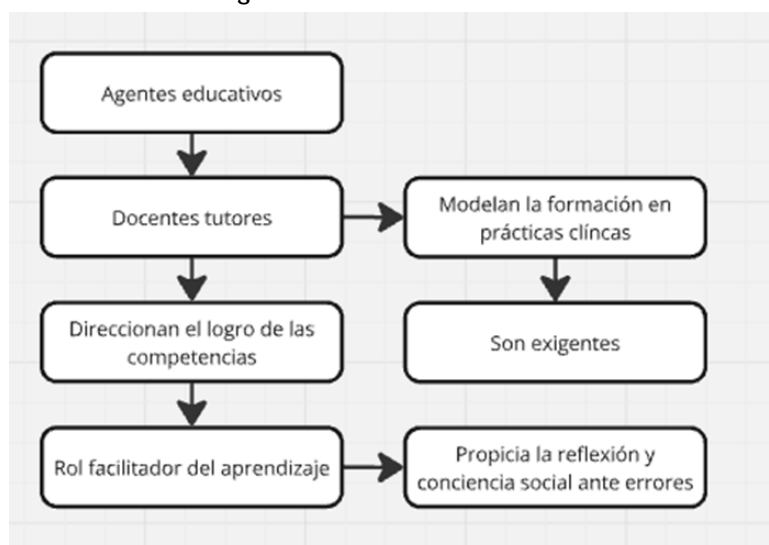 Agentes educativos
Docentes tutores
Modelan la formación en
prácticas clíncas
Direccionan el logro de las
competencias
Son exigentes
Rol facilitador del aprendizaje
Propicia la reflexión y
conciencia social ante errores